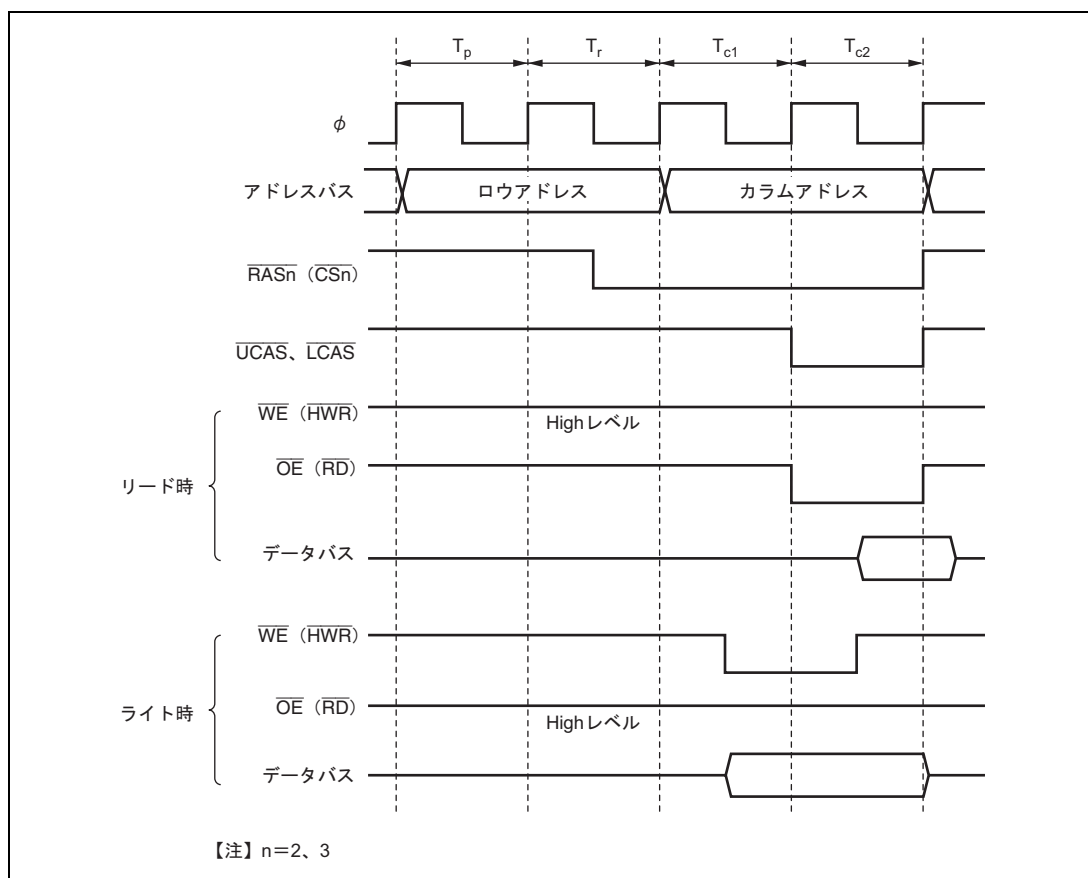 Tp Tr Tc1 Tc2
φ
アドレスバス ロウアドレス カラムアドレス
RASn（CSn）
UCAS、LCAS
WE（HWR）
Highレベル
OE（RD）
リード時
データバス
WE（HWR）
OE（RD）
ライト時
Highレベル
データバス
【注】n＝2、3